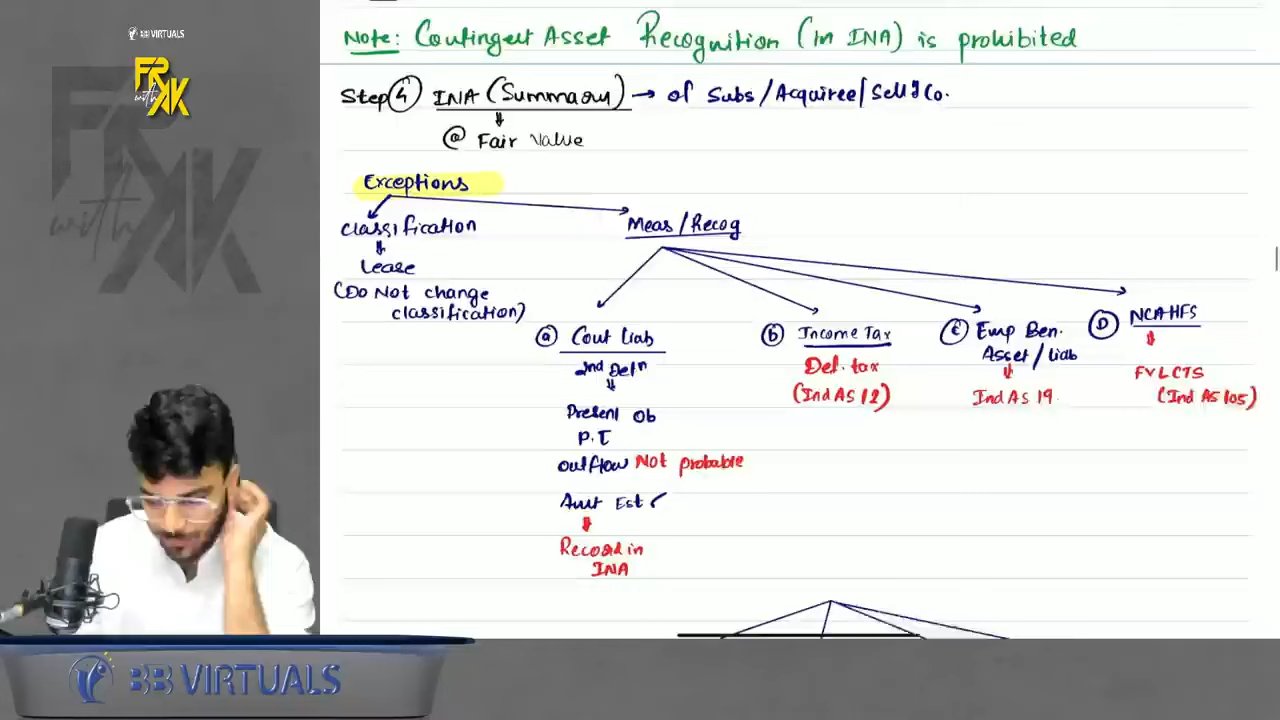 BB VIRTUALS
FR
with
AK
Note: Contingent Asset Recognition (in INA) is prohibited
Step 4 INA (Summary) → of Subs/Acquiree/Sell'g Co.
@ Fair Value
Exceptions
Classification
Meas/Recog
Lease
(Do Not change
classification)
(a) Cont Liab
(b) Income Tax
(c) Emp Ben.
Asset/liab
(D) NCAHFS
2nd Defn
Def. tax
(Ind AS 12)
Ind AS 19.
FVLCTS
(Ind AS 105)
Present Ob
P.E
Outflow Not probable
Amt Est ✓
Record in
INA
BB VIRTUALS